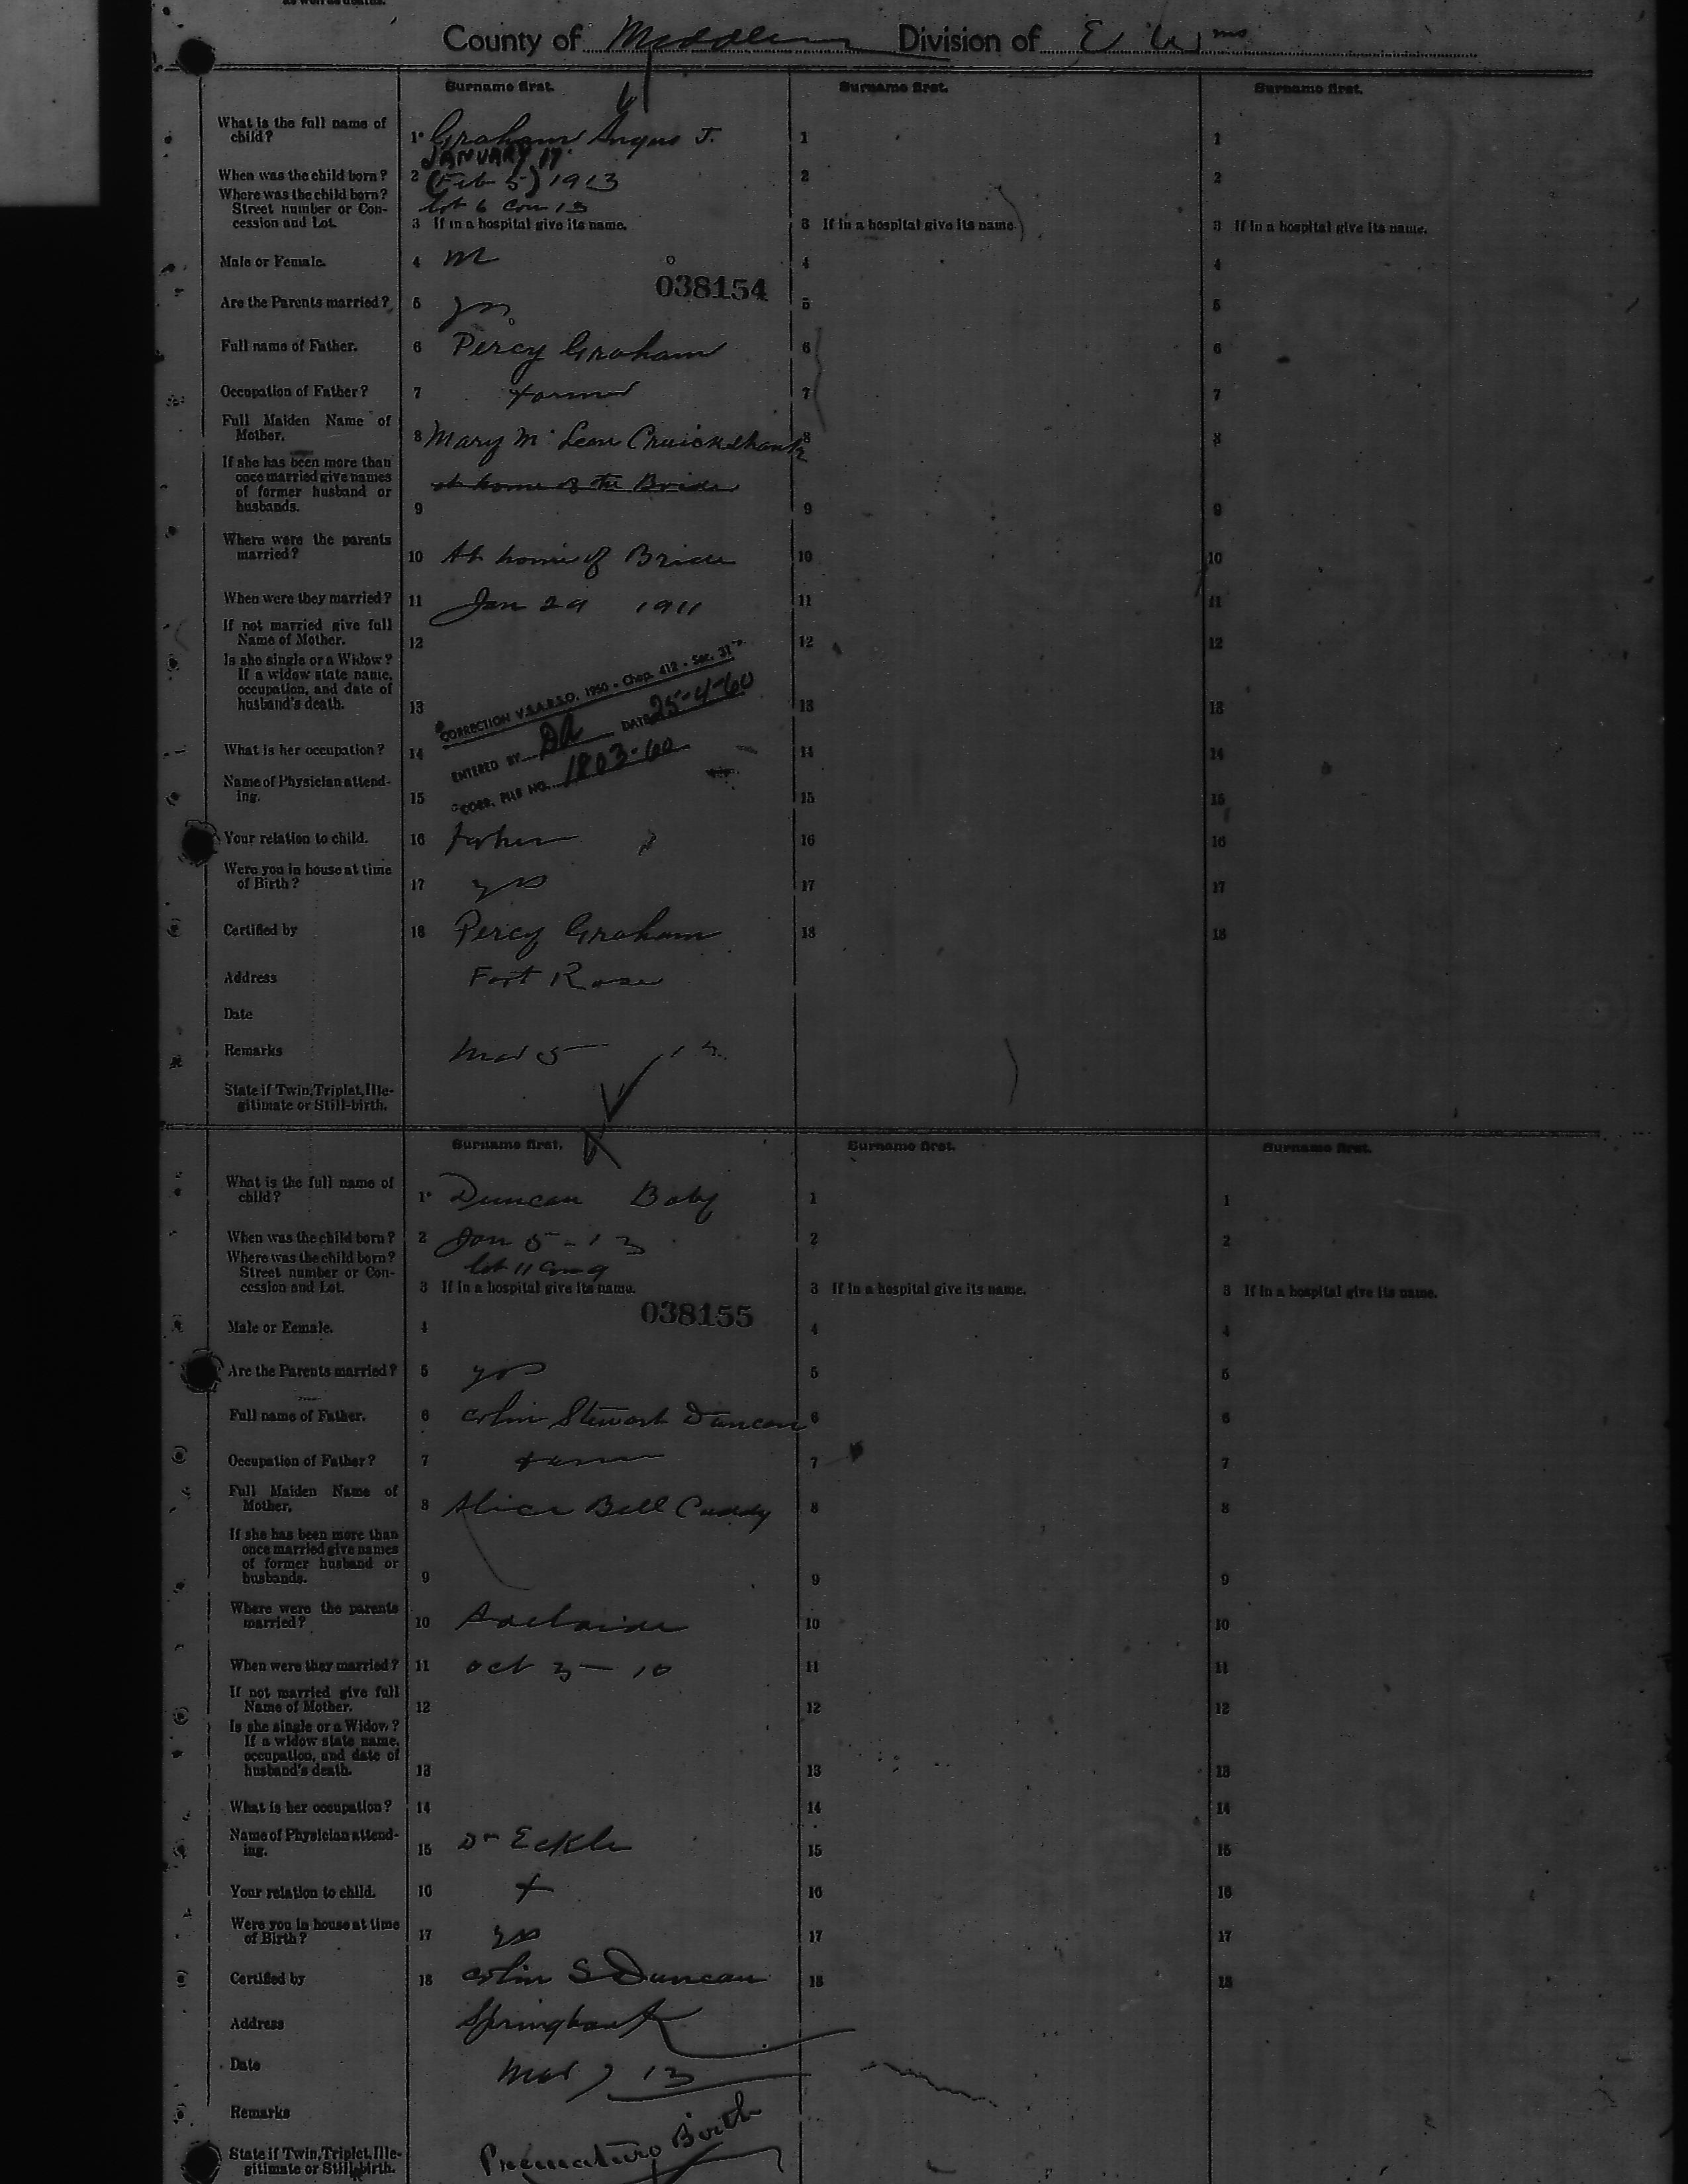 as well as deaths.
County of Middlesex Division of E Wms
Surname first.
Surname first.
Surname first.
What is the full name of
child?
1 Graham Angus J.
1
1
JANUARY 17.
When was the child born?
2 (Feb 5) 1913
2
2
Where was the child born?
Street number or Con-
cession and Lot.
lot 6 Con 13
3 If in a hospital give its name.
3 If in a hospital give its name.
3 If in a hospital give its name.
Male or Female.
4 M
4
4
038154
Are the Parents married?
5 yes
5
5
Full name of Father.
6 Percy Graham
6
6
Occupation of Father?
7 farmer
7
7
Full Maiden Name of
Mother.
8 Mary Mc Lean Cruickshank
8
8
If she has been more than
once married give names
of former husband or
husbands.
at home of the Bride
9
9
9
Where were the parents
married?
10 At home of Bride
10
10
When were they married?
11 Jan 29 1911
11
11
If not married give full
Name of Mother.
12
12
12
Is she single or a Widow?
If a widow state name,
occupation, and date of
husband's death.
13
13
13
CORRECTION V.S.A.R.S.O. 1950 - Chap. 412 - Sec. 31
ENTERED BY DATE 25-4-60
CORR. FILE NO. 1803-60
What is her occupation?
14
14
14
Name of Physician attend-
ing.
15
15
15
Your relation to child.
16 Father
16
16
Were you in house at time
of Birth?
17 yes
17
17
Certified by
18 Percy Graham
18
18
Address
Fort Rose
Date
Remarks
Mar 5 13
State if Twin, Triplet, Ille-
gitimate or Still-birth.
Surname first.
Surname first.
Surname first.
What is the full name of
child?
1 Duncan Baby
1
1
When was the child born?
2 Jan 5 - 13
2
2
Where was the child born?
Street number or Con-
cession and Lot.
lot 11 Con 9
3 If in a hospital give its name.
3 If in a hospital give its name.
3 If in a hospital give its name.
038155
Male or Female.
4
4
4
Are the Parents married?
5 yes
5
5
Full name of Father.
6 Colin Stewart Duncan
6
6
Occupation of Father?
7 farmer
7
7
Full Maiden Name of
Mother.
8 Alice Bell Cuddy
8
8
If she has been more than
once married give names
of former husband or
husbands.
9
9
9
Where were the parents
married?
10 Adelaide
10
10
When were they married?
11 Oct 3 - 10
11
11
If not married give full
Name of Mother.
12
12
12
Is she single or a Widow?
If a widow state name,
occupation, and date of
husband's death.
13
13
13
What is her occupation?
14
14
14
Name of Physician attend-
ing.
15 Dr Eckle
15
15
Your relation to child.
16
16
16
Were you in house at time
of Birth?
17 yes
17
17
Certified by
18 Colin S Duncan
18
18
Address
Springbank
Date
Mar 7 13
Remarks
State if Twin, Triplet, Ille-
gitimate or Still-birth.
Premature Birth